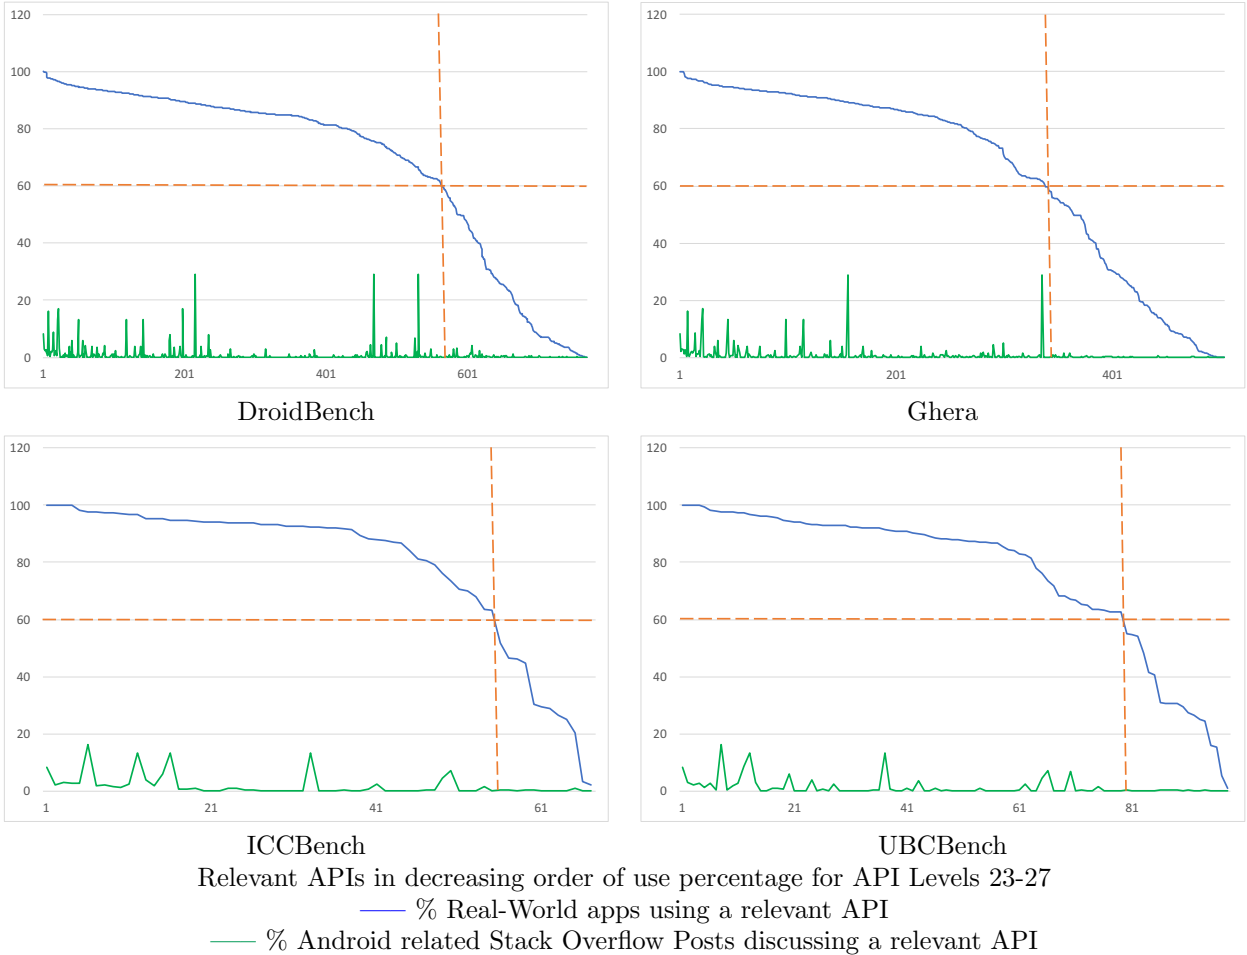 120
100
80
60
40
20
0
1 201 401 601
DroidBench
120
100
80
60
40
20
0
1 201 401
Ghera
120
100
80
60
40
20
0
1 21 41 61
ICCBench
120
100
80
60
40
20
0
1 21 41 61 81
UBCBench
Relevant APIs in decreasing order of use percentage for API Levels 23-27
% Real-World apps using a relevant API
% Android related Stack Overflow Posts discussing a relevant API